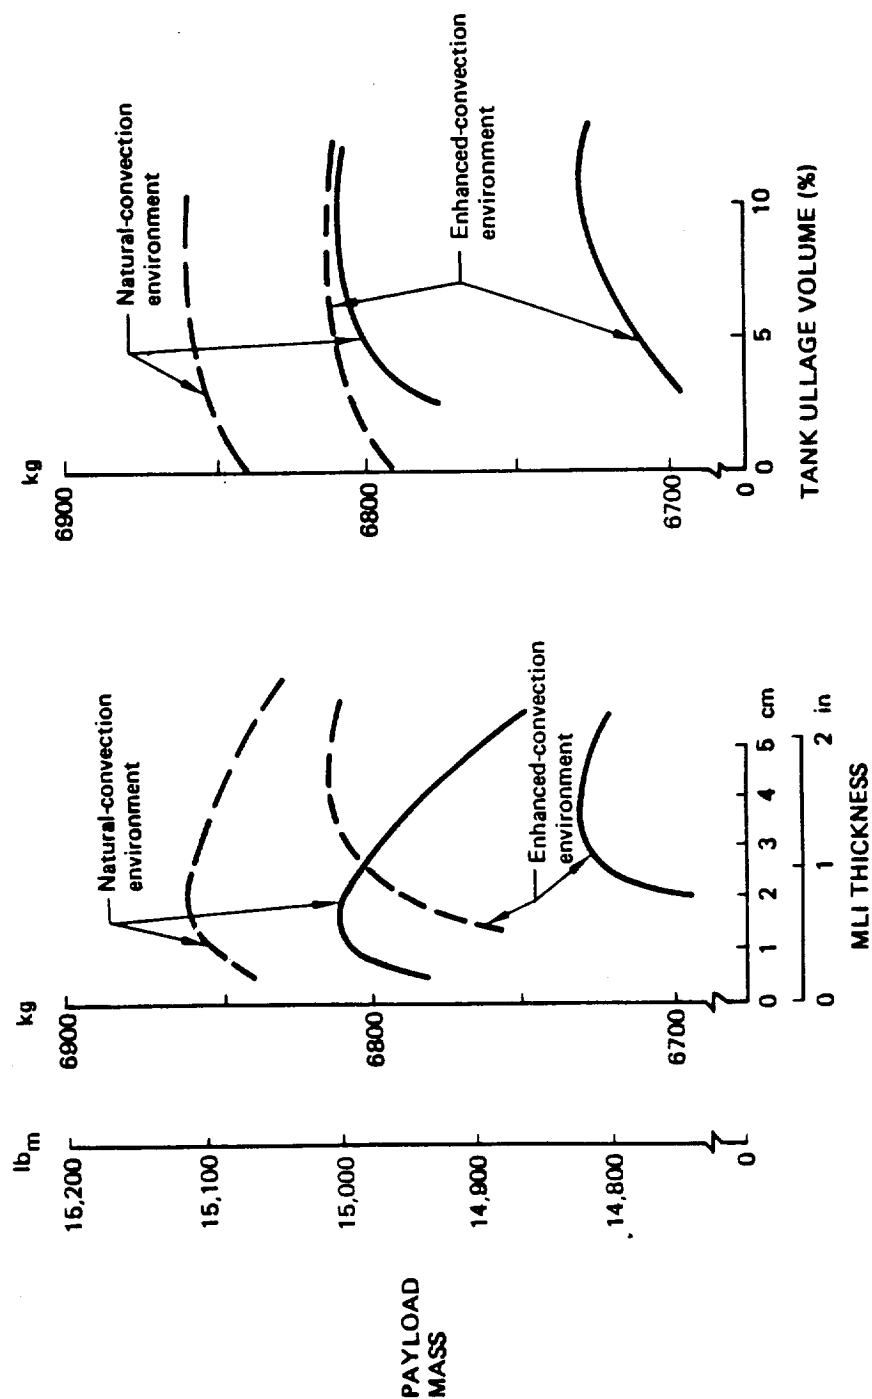 PAYLOAD
MASS
lbm
15,200
15,100
15,000
14,900
14,800
0
kg
6900
6800
6700
Natural-convection
environment
Enhanced-convection
environment
0 1 2 3 4 5 cm
0 1 2 in
MLI THICKNESS
kg
6900
6800
6700
0
Natural-convection
environment
Enhanced-convection
environment
0 5 10
TANK ULLAGE VOLUME (%)